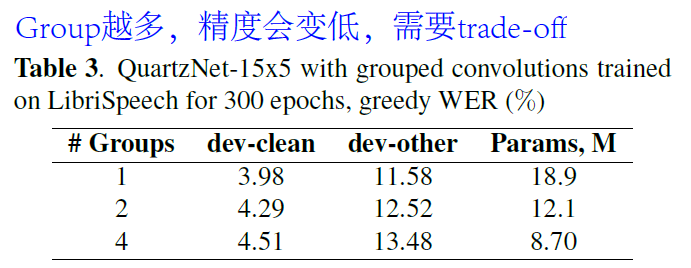 Group越多，精度会变低，需要trade-off
Table 3. QuartzNet-15x5 with grouped convolutions trained
on LibriSpeech for 300 epochs, greedy WER (%)
# Groups dev-clean dev-other Params, M
1 3.98 11.58 18.9
2 4.29 12.52 12.1
4 4.51 13.48 8.70